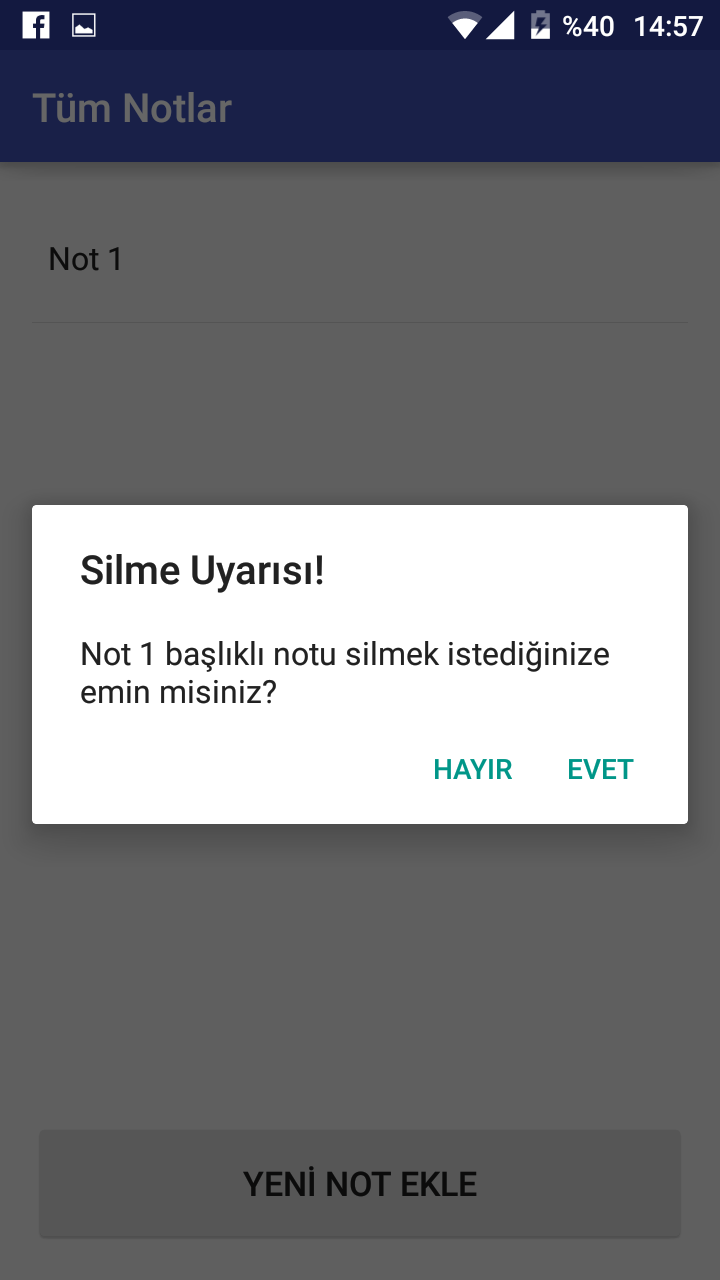 %40 14:57
Tüm Notlar
Not 1
Silme Uyarısı!
Not 1 başlıklı notu silmek istediğinize
emin misiniz?
HAYIR EVET
YENİ NOT EKLE